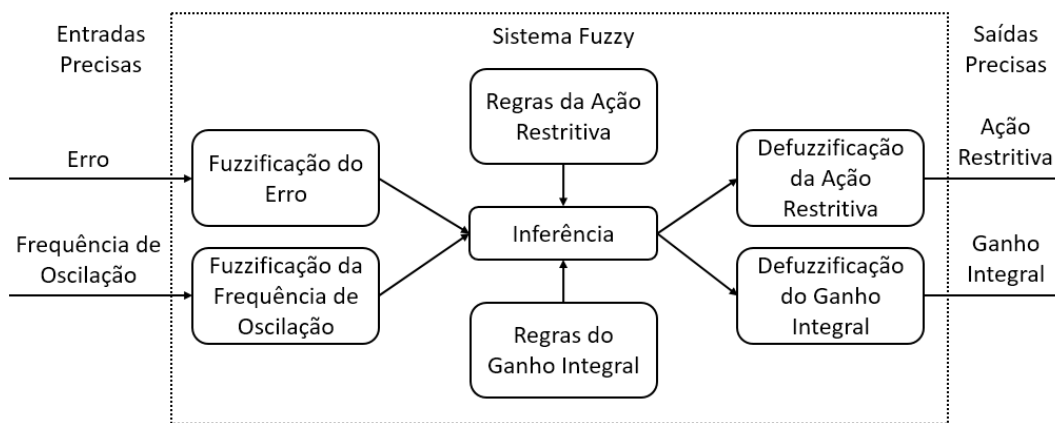 Entradas
Precisas
Sistema Fuzzy
Saídas
Precisas
Regras da Ação
Restritiva
Erro
Fuzzificação do
Erro
Defuzzificação
da Ação
Restritiva
Ação
Restritiva
Inferência
Frequência de
Oscilação
Fuzzificação da
Frequência de
Oscilação
Defuzzificação
do Ganho
Integral
Ganho
Integral
Regras do
Ganho Integral